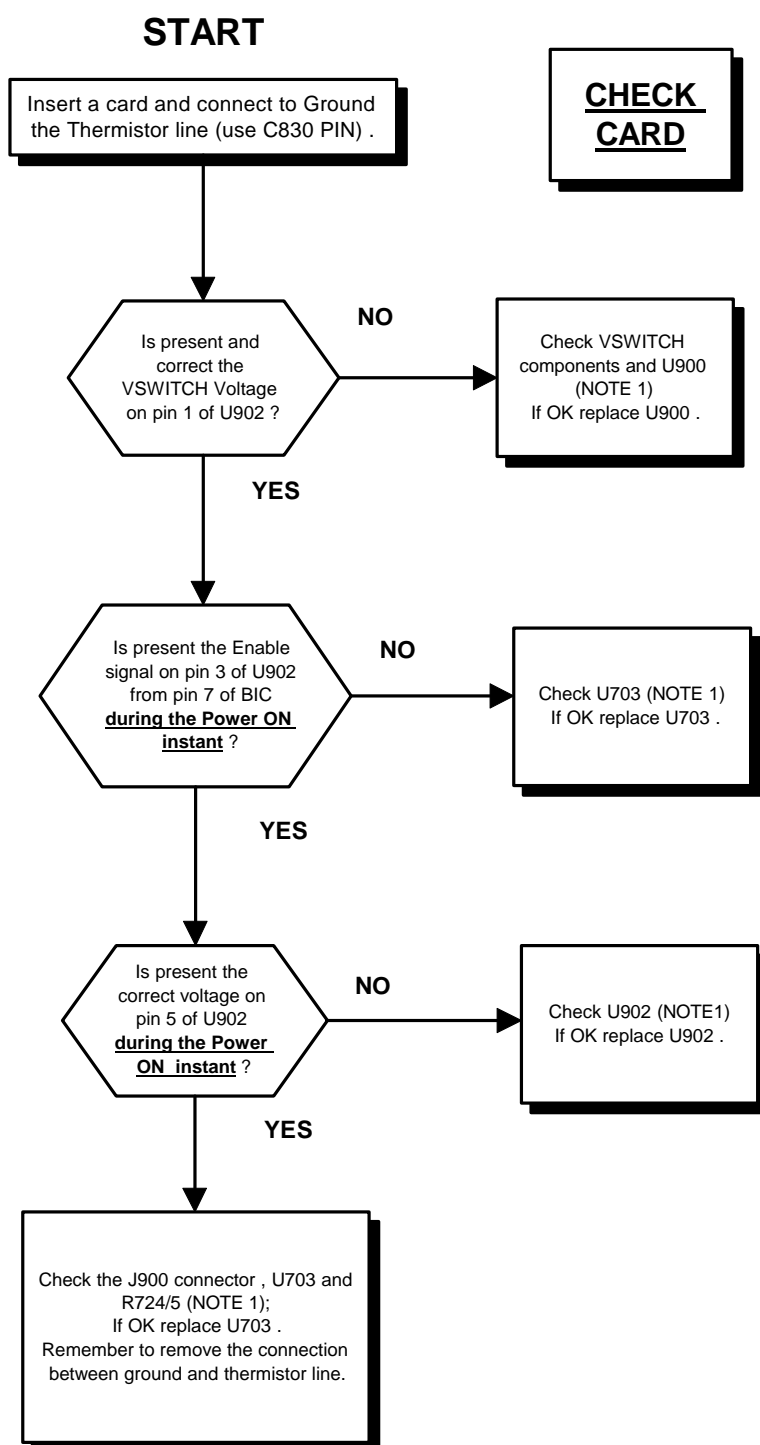 START
Insert a card and connect to Ground
the Thermistor line (use C830 PIN) .
CHECK
CARD
Is present and
correct the
VSWITCH Voltage
on pin 1 of U902 ?
NO
Check VSWITCH
components and U900
(NOTE 1)
If OK replace U900 .
YES
Is present the Enable
signal on pin 3 of U902
from pin 7 of BIC
during the Power ON
instant ?
NO
Check U703 (NOTE 1)
If OK replace U703 .
YES
Is present the
correct voltage on
pin 5 of U902
during the Power
ON instant ?
NO
Check U902 (NOTE1)
If OK replace U902 .
YES
Check the J900 connector , U703 and
R724/5 (NOTE 1);
If OK replace U703 .
Remember to remove the connection
between ground and thermistor line.